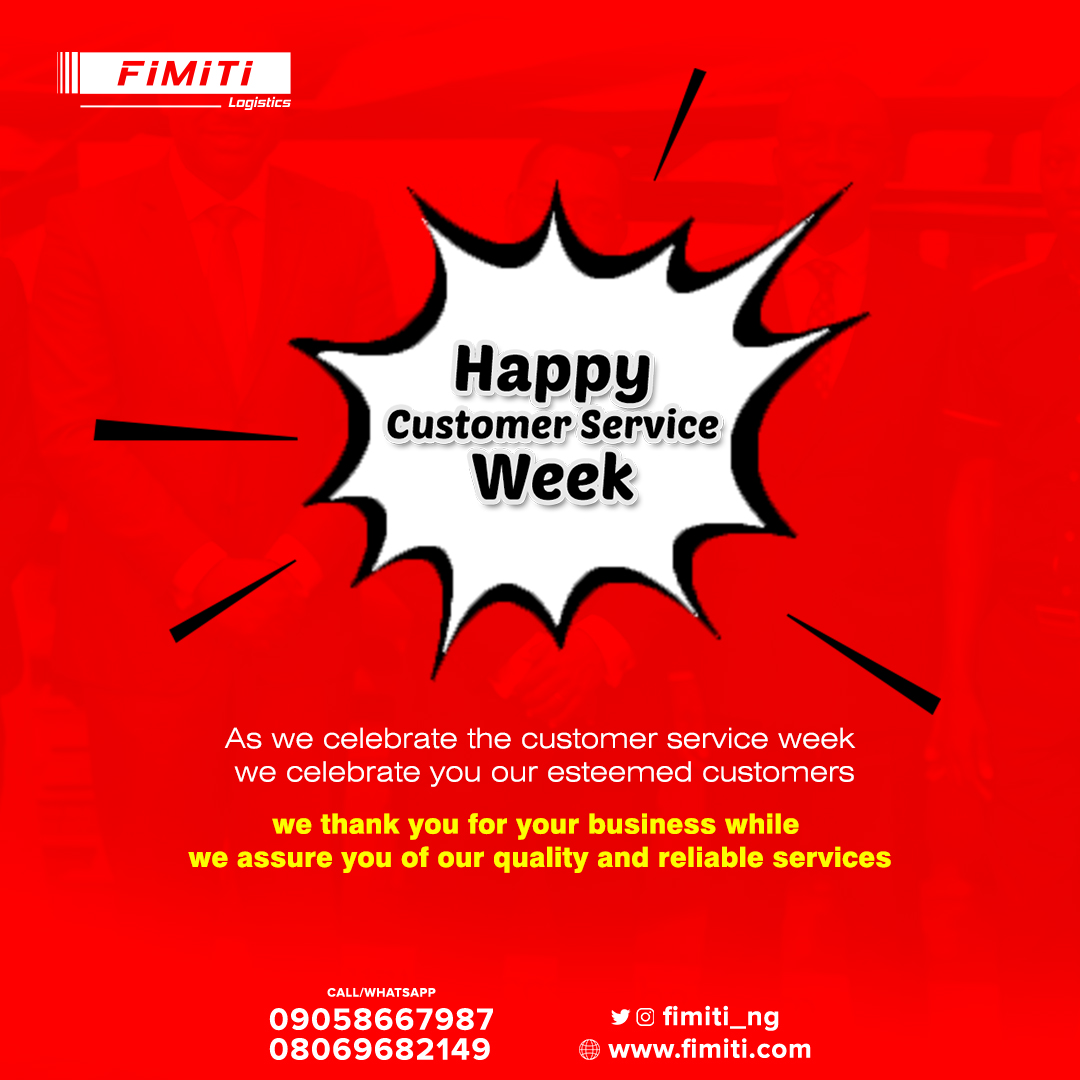 FiMiTi
Logistics
Happy
Customer Service
Week
As we celebrate the customer service week
we celebrate you our esteemed customers
we thank you for your business while
we assure you of our quality and reliable services
CALL/WHATSAPP
09058667987
08069682149
fimiti_ng
www.fimiti.com